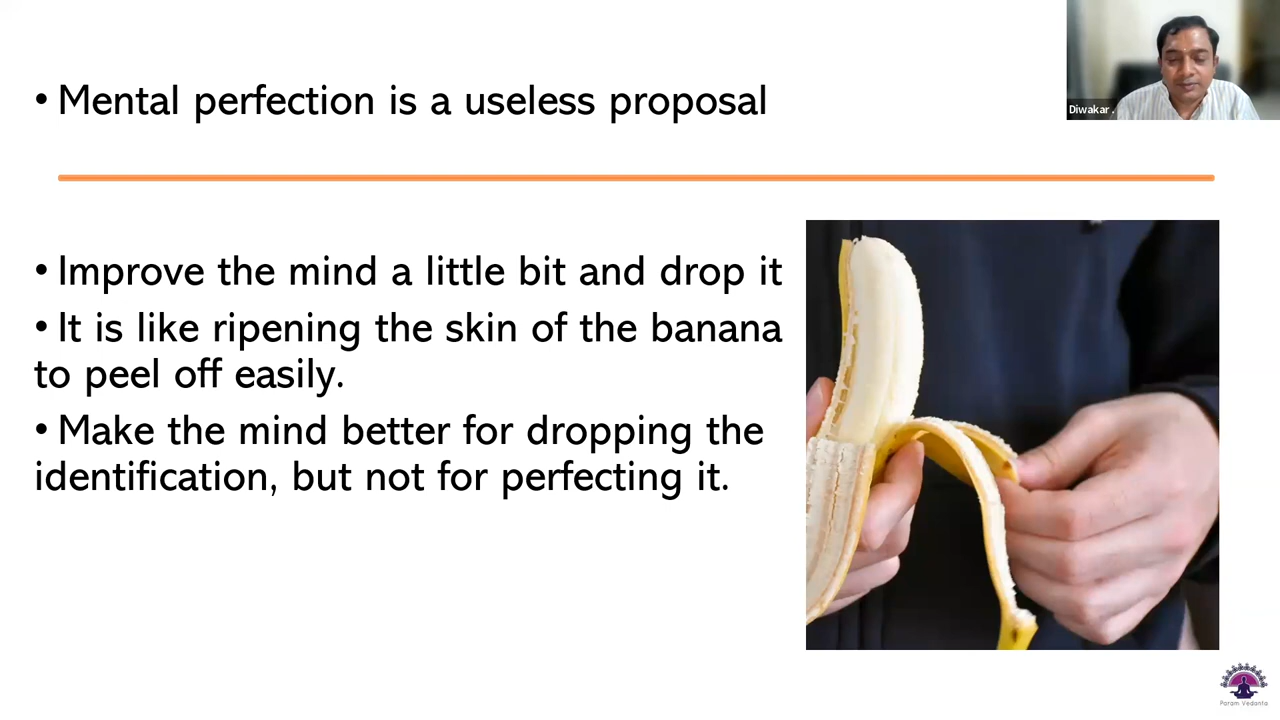 • Mental perfection is a useless proposal
Diwakar .
• Improve the mind a little bit and drop it
• It is like ripening the skin of the banana
to peel off easily.
• Make the mind better for dropping the
identification, but not for perfecting it.
Param Vedanta